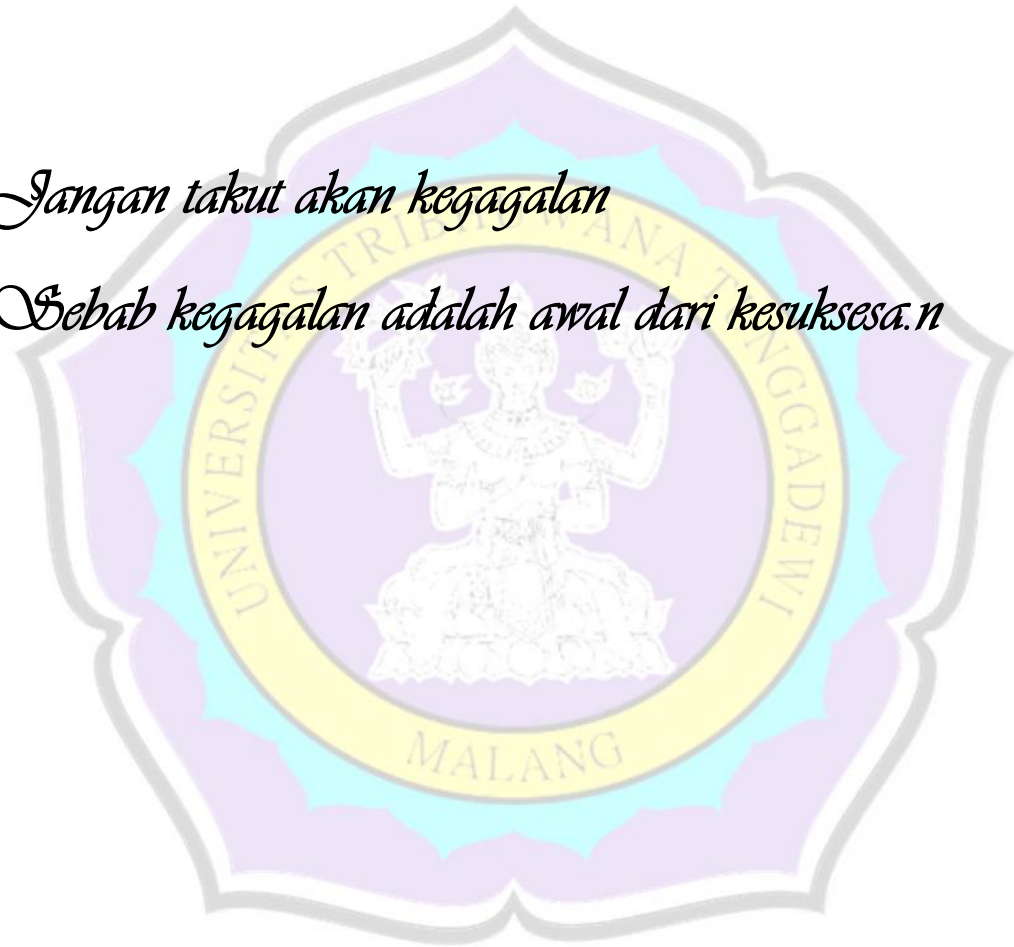 Jangan takut akan kegagalan
Sebab kegagalan adalah awal dari kesuksesa.n
UNIVERSITAS TRIBHUWANA TUNGGADEWI
MALANG